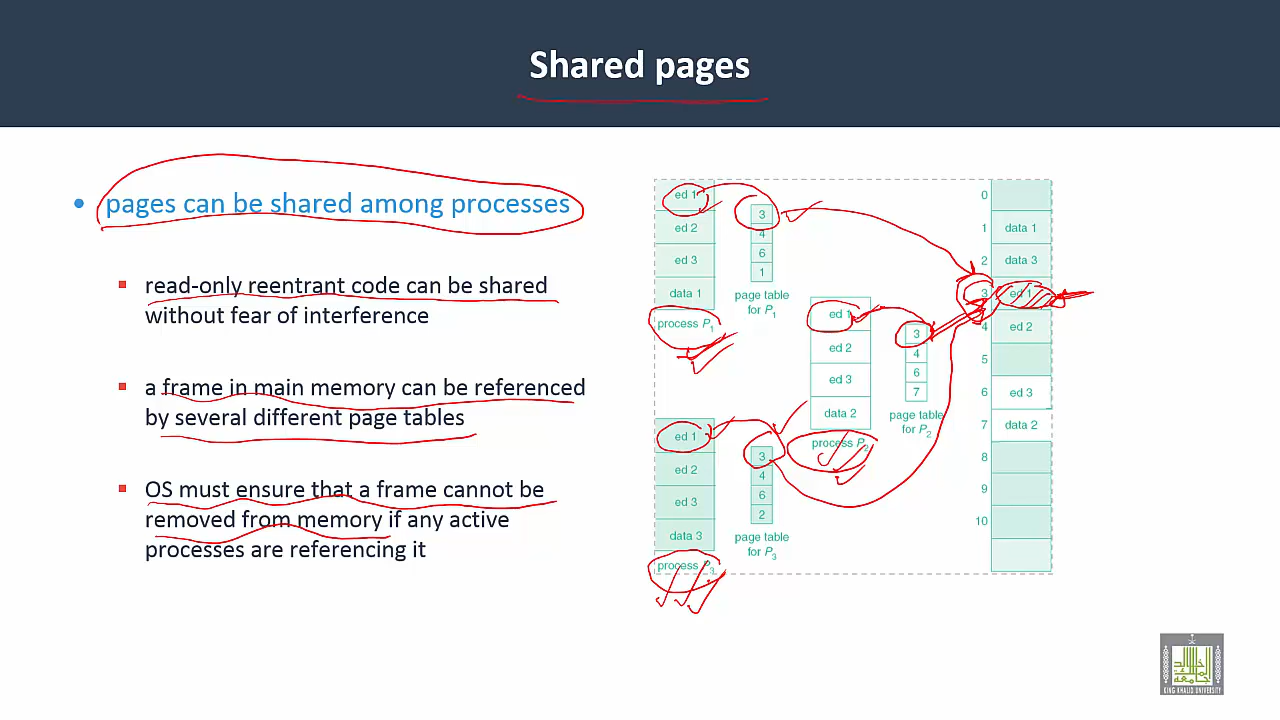 Shared pages
• pages can be shared among processes
read-only reentrant code can be shared
without fear of interference
a frame in main memory can be referenced
by several different page tables
OS must ensure that a frame cannot be
removed from memory if any active
processes are referencing it
ed 1
ed 2
ed 3
data 1
process P1
3
4
6
1
page table
for P1
ed 1
ed 2
ed 3
data 2
process P2
3
4
6
7
page table
for P2
ed 1
ed 2
ed 3
data 3
process P3
3
4
6
2
page table
for P3
0
1 data 1
2 data 3
3 ed 1
4 ed 2
5
6 ed 3
7 data 2
8
9
10
KING KHALID UNIVERSITY